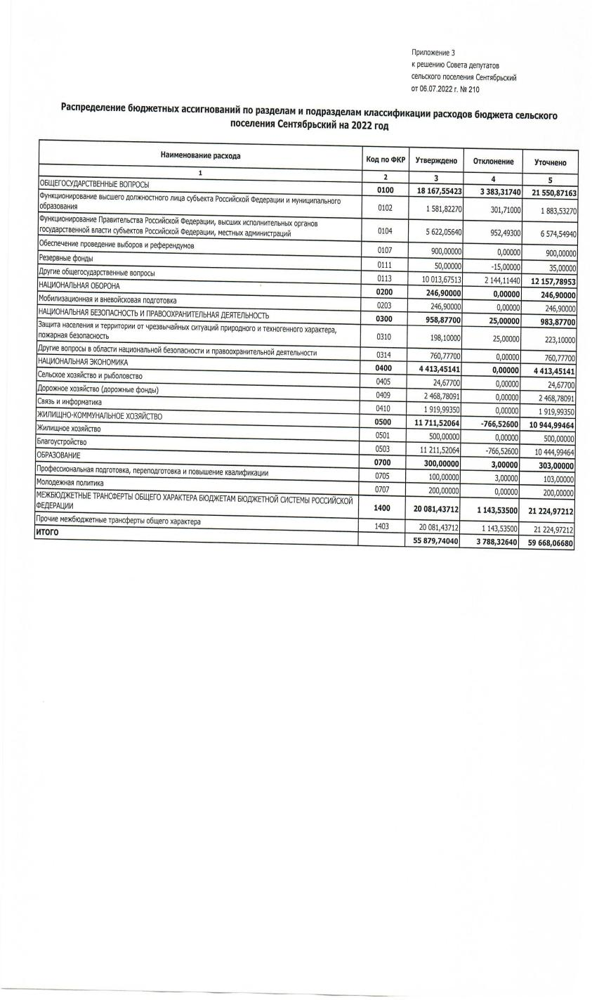 Приложение 3
к решению Совета депутатов
сельского поселения Сентябрьский
от 06.07.2022 г. № 210
Распределение бюджетных ассигнований по разделам и подразделам классификации расходов бюджета сельского
поселения Сентябрьский на 2022 год
Наименование расхода Код по ФКР Утверждено Отклонение Уточнено
1 2 3 4 5
ОБЩЕГОСУДАРСТВЕННЫЕ ВОПРОСЫ 0100 18 167,55423 3 383,31740 21 550,87163
Функционирование высшего должностного лица субъекта Российской Федерации и муниципального
образования 0102 1 581,82270 301,71000 1 883,53270
Функционирование Правительства Российской Федерации, высших исполнительных органов
государственной власти субъектов Российской Федерации, местных администраций 0104 5 622,05640 952,49300 6 574,54940
Обеспечение проведение выборов и референдумов 0107 900,00000 0,00000 900,00000
Резервные фонды 0111 50,00000 -15,00000 35,00000
Другие общегосударственные вопросы 0113 10 013,67513 2 144,11440 12 157,78953
НАЦИОНАЛЬНАЯ ОБОРОНА 0200 246,90000 0,00000 246,90000
Мобилизационная и вневойсковая подготовка 0203 246,90000 0,00000 246,90000
НАЦИОНАЛЬНАЯ БЕЗОПАСНОСТЬ И ПРАВООХРАНИТЕЛЬНАЯ ДЕЯТЕЛЬНОСТЬ 0300 958,87700 25,00000 983,87700
Защита населения и территории от чрезвычайных ситуаций природного и техногенного характера,
пожарная безопасность 0310 198,10000 25,00000 223,10000
Другие вопросы в области национальной безопасности и правоохранительной деятельности 0314 760,77700 0,00000 760,77700
НАЦИОНАЛЬНАЯ ЭКОНОМИКА 0400 4 413,45141 0,00000 4 413,45141
Сельское хозяйство и рыболовство 0405 24,67700 0,00000 24,67700
Дорожное хозяйство (дорожные фонды) 0409 2 468,78091 0,00000 2 468,78091
Связь и информатика 0410 1 919,99350 0,00000 1 919,99350
ЖИЛИЩНО-КОММУНАЛЬНОЕ ХОЗЯЙСТВО 0500 11 711,52064 -766,52600 10 944,99464
Жилищное хозяйство 0501 500,00000 0,00000 500,00000
Благоустройство 0503 11 211,52064 -766,52600 10 444,99464
ОБРАЗОВАНИЕ 0700 300,00000 3,00000 303,00000
Профессиональная подготовка, переподготовка и повышение квалификации 0705 100,00000 3,00000 103,00000
Молодежная политика 0707 200,00000 0,00000 200,00000
МЕЖБЮДЖЕТНЫЕ ТРАНСФЕРТЫ ОБЩЕГО ХАРАКТЕРА БЮДЖЕТАМ БЮДЖЕТНОЙ СИСТЕМЫ РОССИЙСКОЙ
ФЕДЕРАЦИИ 1400 20 081,43712 1 143,53500 21 224,97212
Прочие межбюджетные трансферты общего характера 1403 20 081,43712 1 143,53500 21 224,97212
ИТОГО 55 879,74040 3 788,32640 59 668,06680